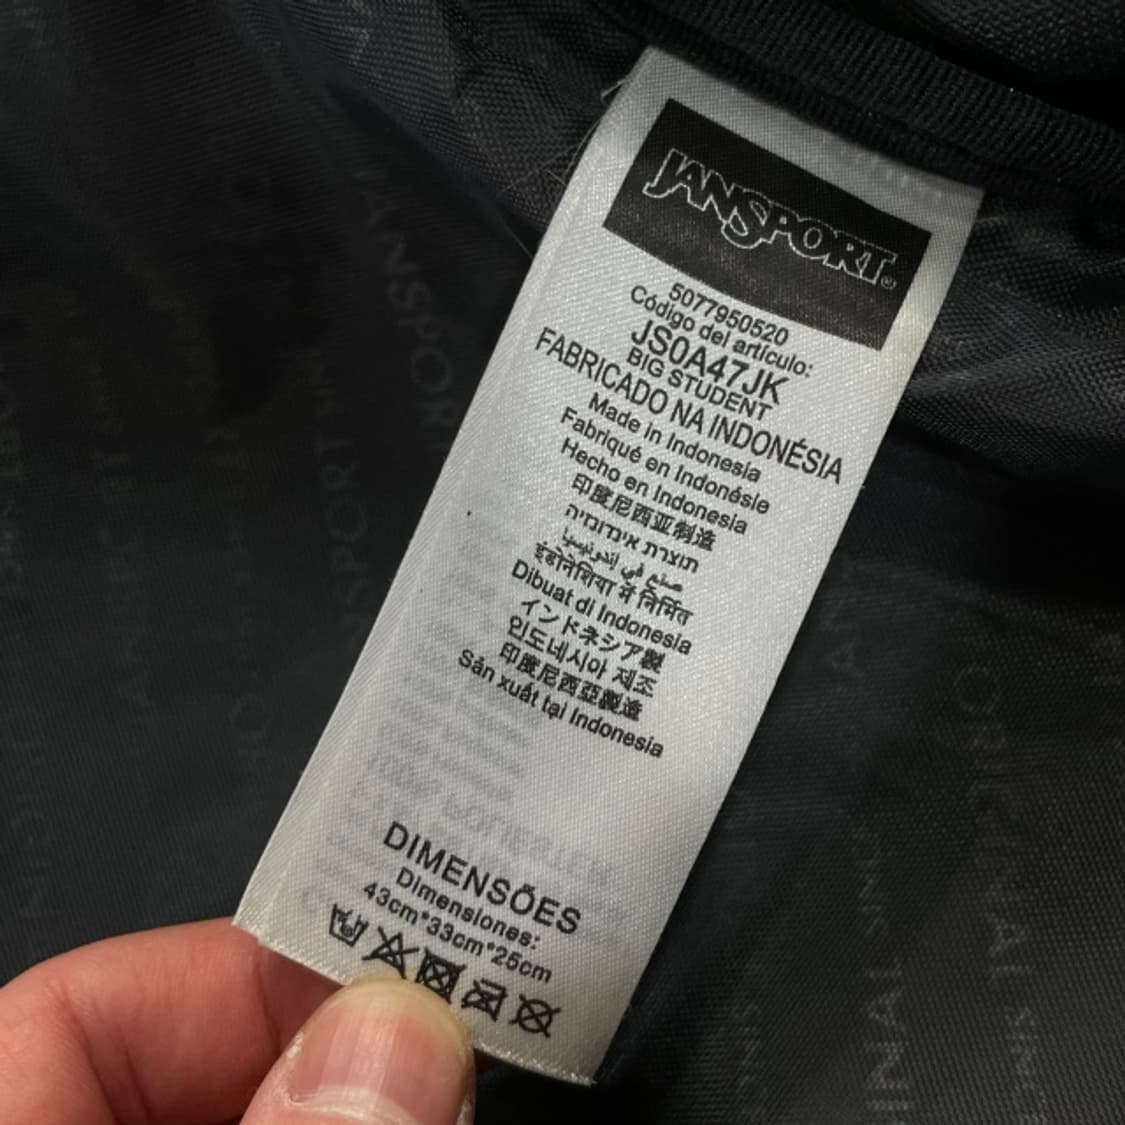 JANSPORT®
5077950520
Código del artículo:
JS0A47JK
BIG STUDENT
FABRICADO NA INDONÉSIA
Made in Indonesia
Fabriqué en Indonésie
Hecho en Indonesia
印度尼西亚制造
תוצרת אינדונזיה
صنع في إندونيسيا
इंडोनेशिया में निर्मित
Dibuat di Indonesia
インドネシア製
인도네시아 제조
印度尼西亞製造
Sản xuất tại Indonesia
DIMENSÕES
Dimensiones:
43cm*33cm*25cm